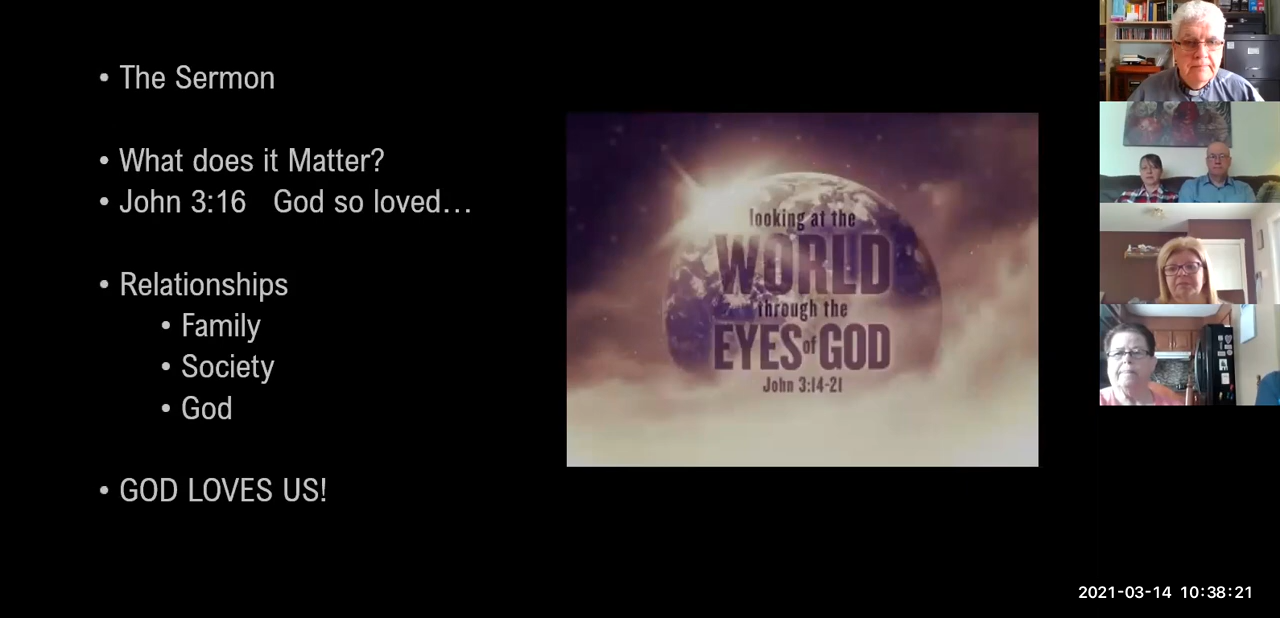 • The Sermon
• What does it Matter?
• John 3:16 God so loved...
• Relationships
• Family
• Society
• God
• GOD LOVES US!
looking at the
WORLD
through the
EYES of GOD
John 3:14-21
2021-03-14 10:38:21